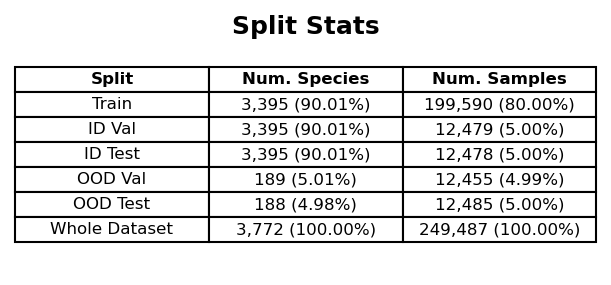 Split Stats
Split Num. Species Num. Samples
Train 3,395 (90.01%) 199,590 (80.00%)
ID Val 3,395 (90.01%) 12,479 (5.00%)
ID Test 3,395 (90.01%) 12,478 (5.00%)
OOD Val 189 (5.01%) 12,455 (4.99%)
OOD Test 188 (4.98%) 12,485 (5.00%)
Whole Dataset 3,772 (100.00%) 249,487 (100.00%)